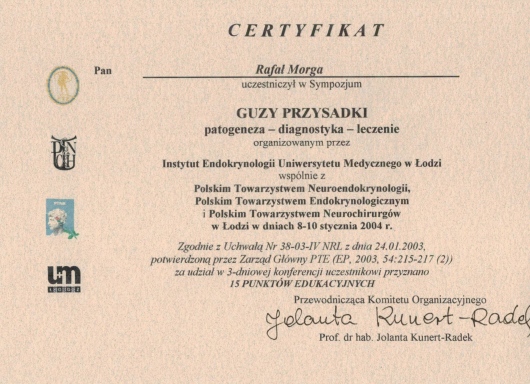 CERTYFIKAT
Pan
Rafał Morga
uczestniczył w Sympozjum
GUZY PRZYSADKI
patogeneza – diagnostyka – leczenie
organizowanym przez
Instytut Endokrynologii Uniwersytetu Medycznego w Łodzi
wspólnie z
Polskim Towarzystwem Neuroendokrynologii,
Polskim Towarzystwem Endokrynologicznym
i Polskim Towarzystwem Neurochirurgów
w Łodzi w dniach 8-10 stycznia 2004 r.
Zgodnie z Uchwałą Nr 38-03-IV NRL z dnia 24.01.2003,
potwierdzoną przez Zarząd Główny PTE (EP, 2003, 54:215-217 (2))
za udział w 3-dniowej konferencji uczestnikowi przyznano
15 PUNKTÓW EDUKACYJNYCH
Przewodnicząca Komitetu Organizacyjnego
Jolanta Kunert-Radek
Prof. dr hab. Jolanta Kunert-Radek